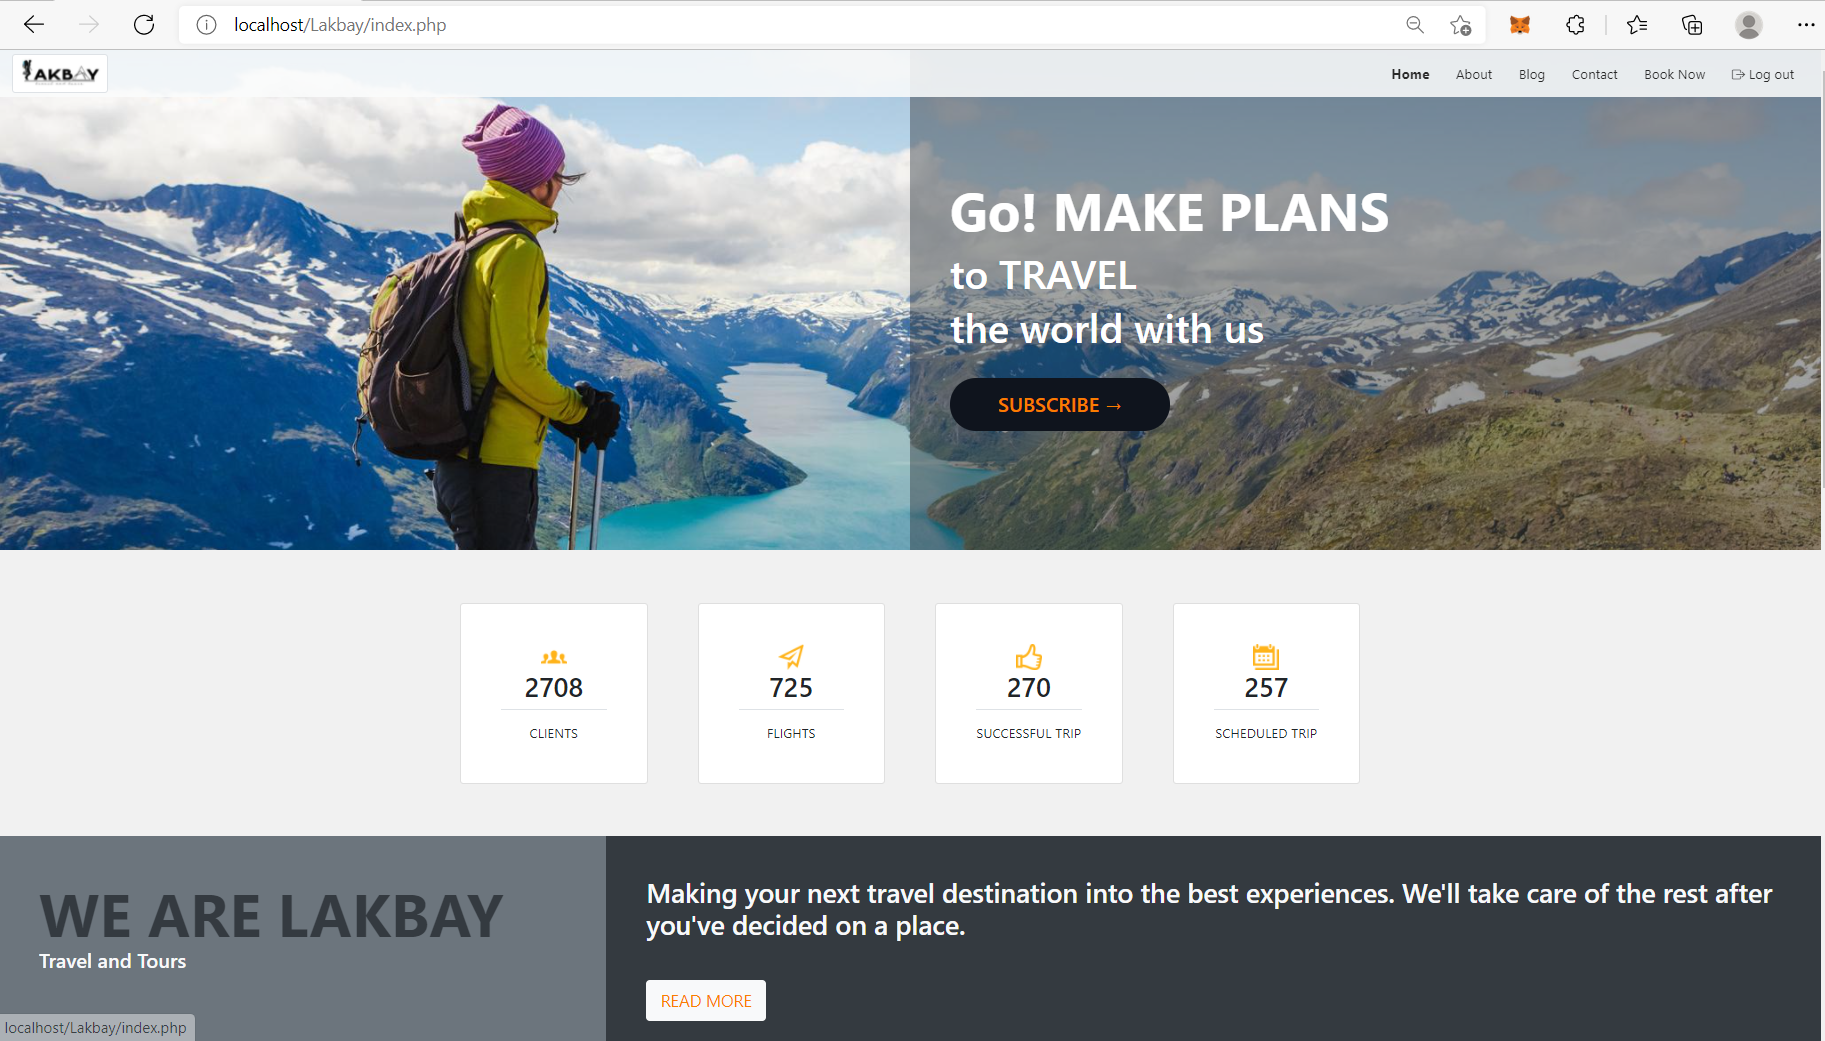 localhost/Lakbay/index.php
LAKBAY
Home About Blog Contact Book Now Log out
Go! MAKE PLANS
to TRAVEL
the world with us
SUBSCRIBE →
2708
CLIENTS
725
FLIGHTS
270
SUCCESSFUL TRIP
257
SCHEDULED TRIP
WE ARE LAKBAY
Travel and Tours
Making your next travel destination into the best experiences. We'll take care of the rest after
you've decided on a place.
READ MORE
localhost/Lakbay/index.php